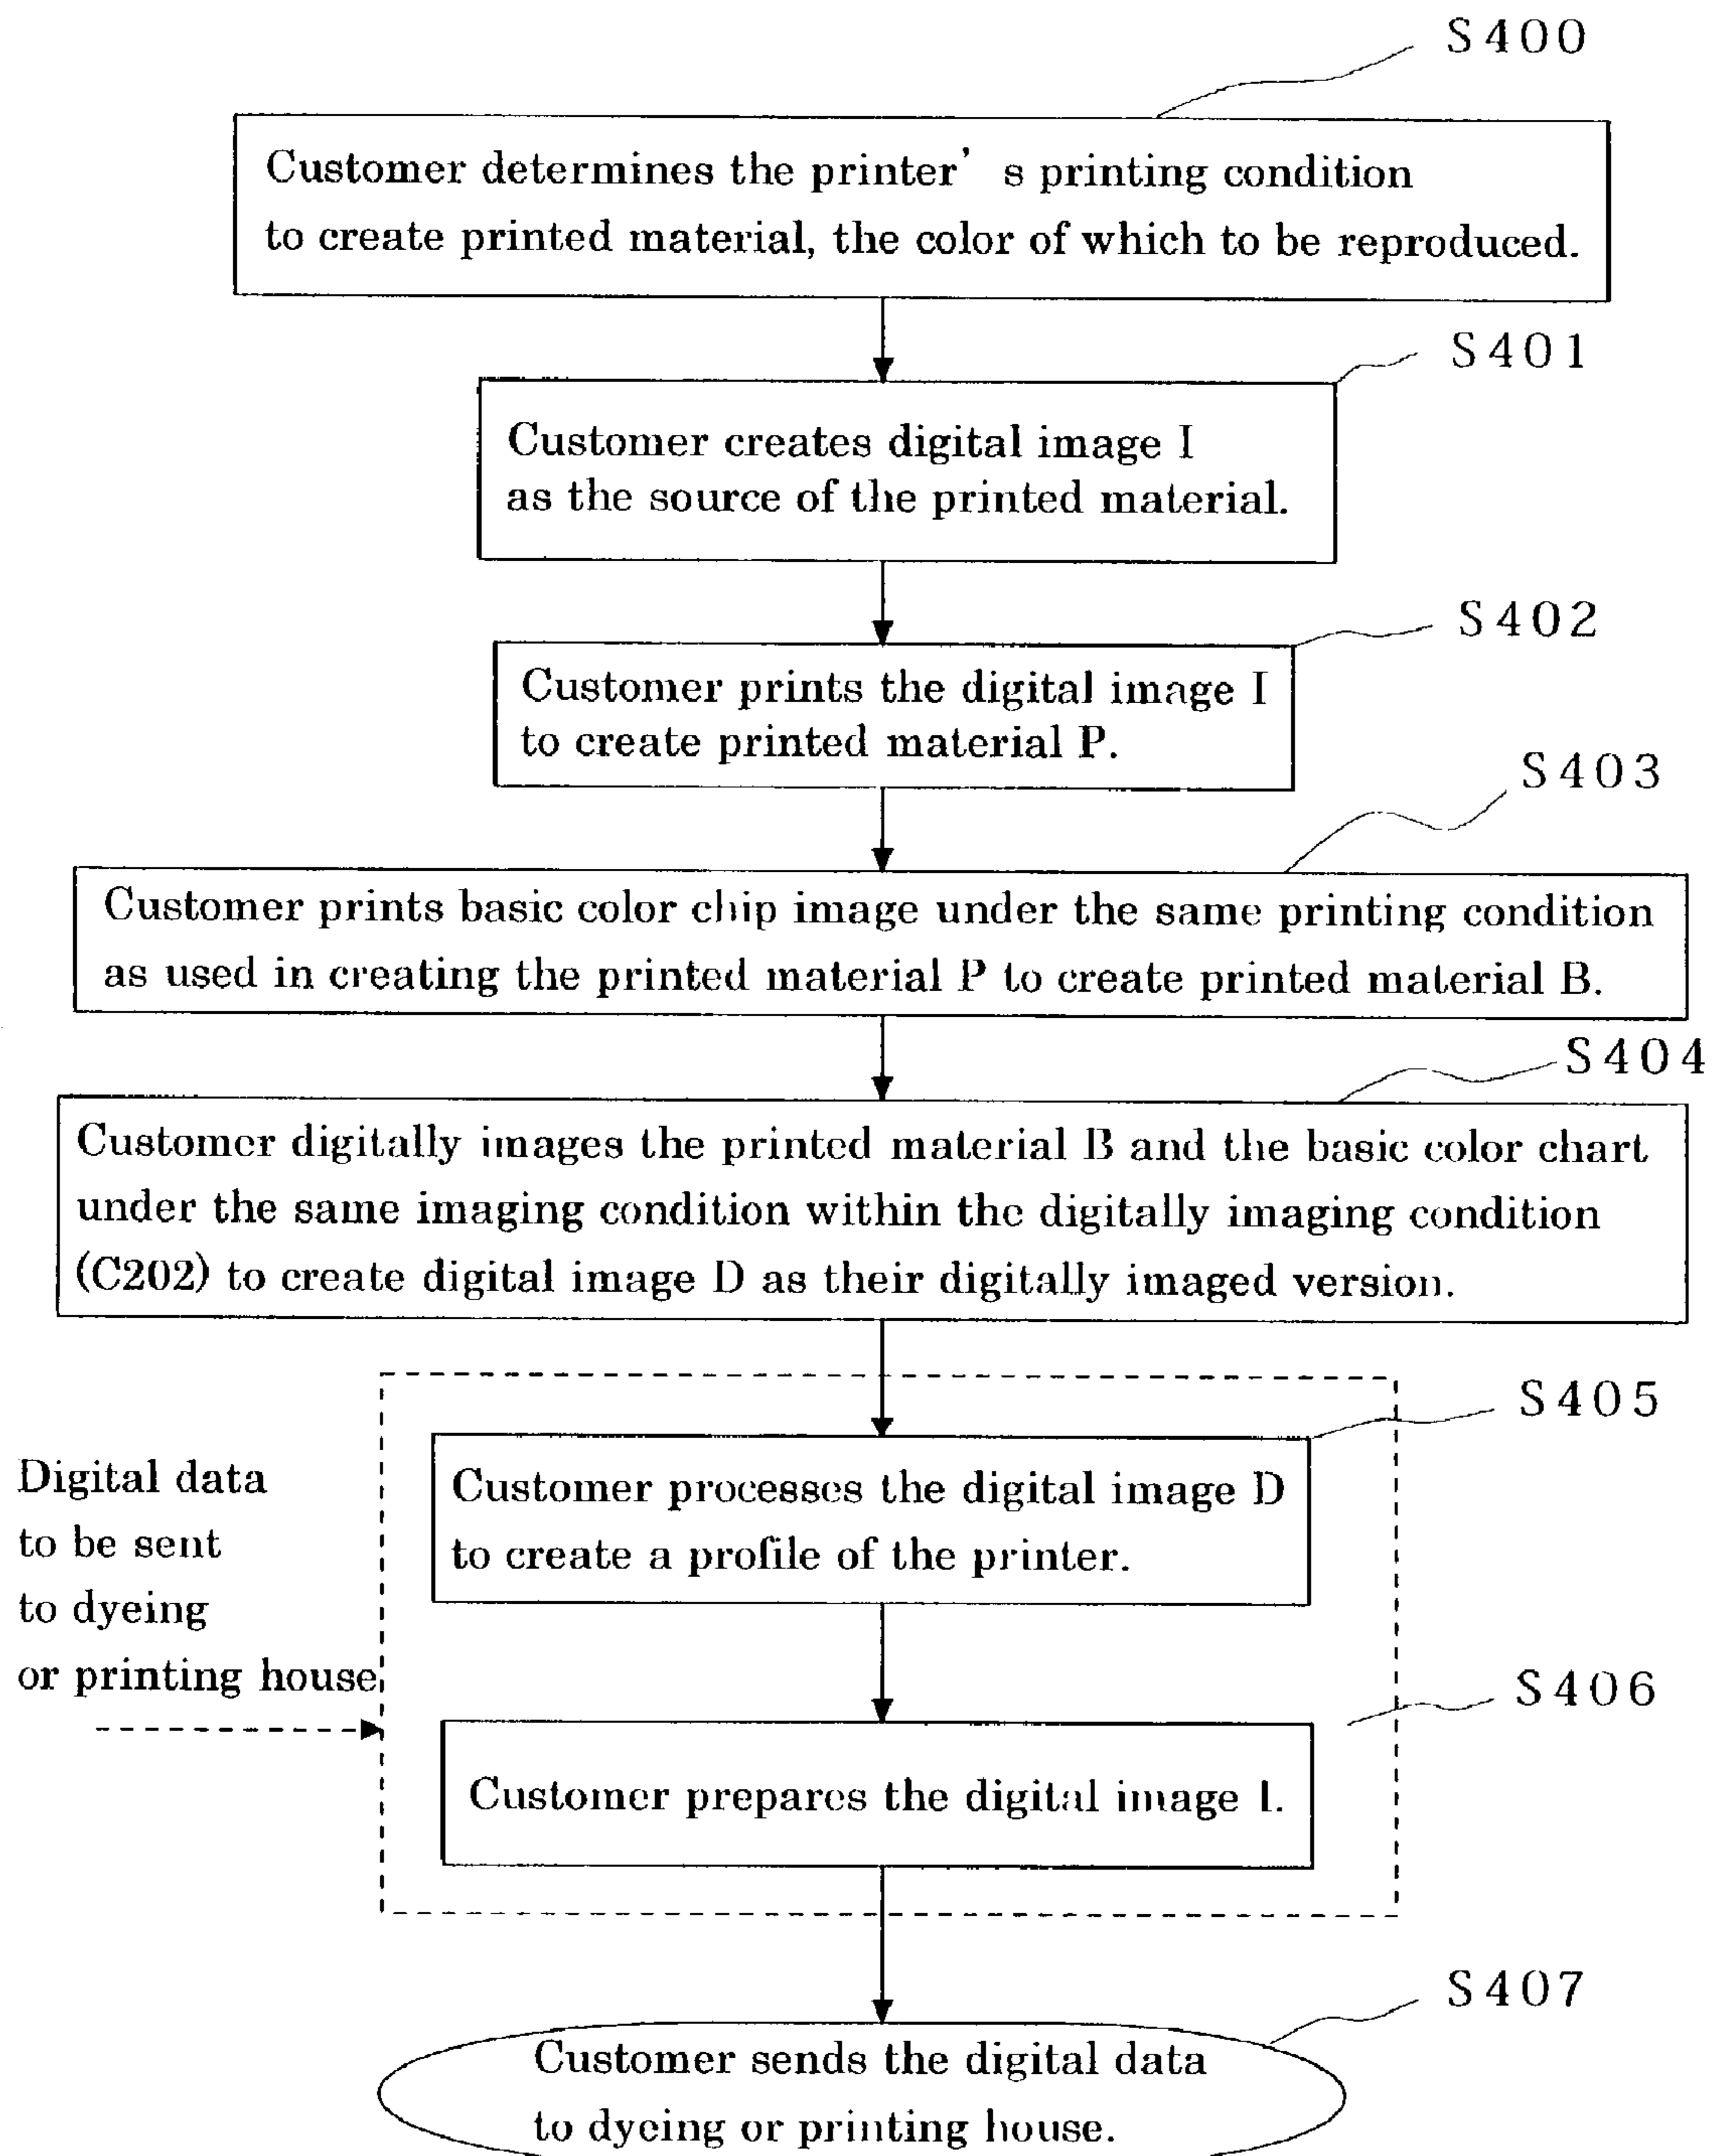 S400
Customer determines the printer's printing condition
to create printed material, the color of which to be reproduced.
S401
Customer creates digital image I
as the source of the printed material.
S402
Customer prints the digital image I
to create printed material P.
S403
Customer prints basic color chip image under the same printing condition
as used in creating the printed material P to create printed material B.
S404
Customer digitally images the printed material B and the basic color chart
under the same imaging condition within the digitally imaging condition
(C202) to create digital image D as their digitally imaged version.
S405
Customer processes the digital image D
to create a profile of the printer.
Digital data
to be sent
to dyeing
or printing house
S406
Customer prepares the digital image I.
S407
Customer sends the digital data
to dyeing or printing house.